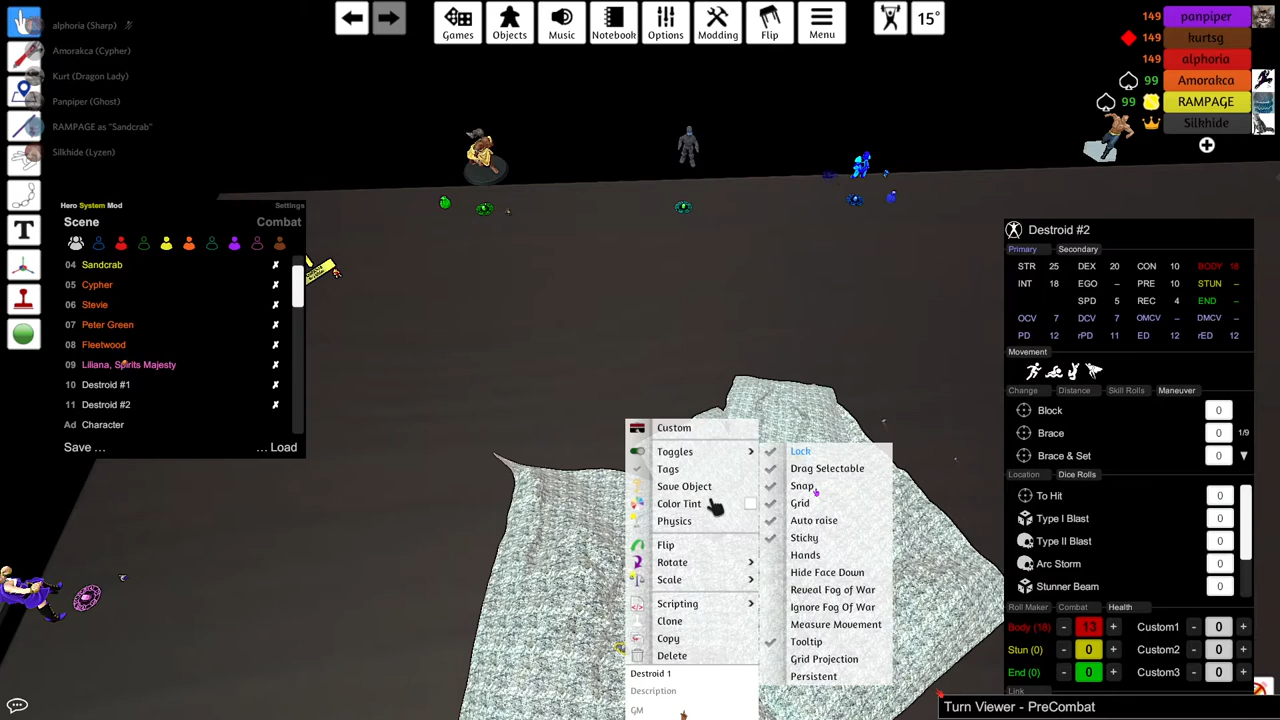 alphoria (Sharp)
Amorakca (Cypher)
Kurt (Dragon Lady)
Panpiper (Ghost)
RAMPAGE as "Sandcrab"
Silkhide (Lyzen)
Games
Objects
Music
Notebook
Options
Modding
Flip
Menu
15°
149 panpiper
149 kurtsg
149 alphoria
99 Amorakca
99 RAMPAGE
Silkhide
T
Hero System Mod
Settings
Scene
Combat
04 Sandcrab
05 Cypher
06 Stevie
07 Peter Green
08 Fleetwood
09 Liliana, Spirits Majesty
10 Destroid #1
11 Destroid #2
Ad Character
Save ...
... Load
Custom
Toggles
Tags
Save Object
Color Tint
Physics
Flip
Rotate
Scale
Scripting
Clone
Copy
Delete
Destroid 1
Description
GM
Lock
Drag Selectable
Snap
Grid
Auto raise
Sticky
Hands
Hide Face Down
Reveal Fog of War
Ignore Fog Of War
Measure Movement
Tooltip
Grid Projection
Persistent
Destroid #2
Primary Secondary
STR 25 DEX 20 CON 10 BODY 18
INT 18 EGO – PRE 10 STUN –
SPD 5 REC 4 END –
OCV 7 DCV 7 OMCV – DMCV –
PD 12 rPD 11 ED 12 rED 12
Movement
Change Distance Skill Rolls Maneuver
Block 0
Brace 0 1/9
Brace & Set 0
Location Dice Rolls
To Hit 0
Type I Blast 0
Type II Blast 0
Arc Storm 0
Stunner Beam 0
Roll Maker Combat Health
Body (18) - 13 + Custom1 - 0 +
Stun (0) - 0 + Custom2 - 0 +
End (0) - 0 + Custom3 - 0 +
Link
Turn Viewer - PreCombat